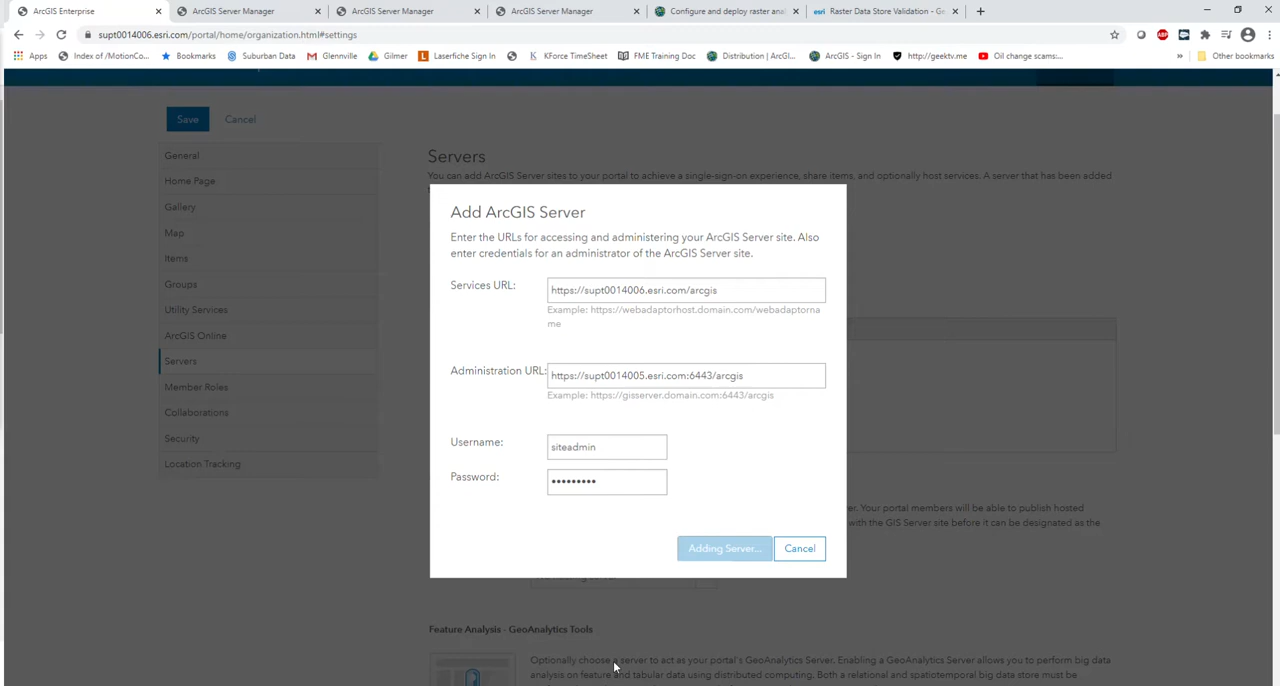 ArcGIS Enterprise
ArcGIS Server Manager
ArcGIS Server Manager
ArcGIS Server Manager
Configure and deploy raster anal
esri Raster Data Store Validation - Ge
supt0014006.esri.com/portal/home/organization.html#settings
Apps
Index of /MotionCo...
Bookmarks
Suburban Data
Glennville
Gilmer
Laserfiche Sign In
KForce TimeSheet
FME Training Doc
Distribution | ArcGI...
ArcGIS - Sign In
http://geektv.me
Oil change scams:...
»
Other bookmarks
Save
Cancel
General
Home Page
Gallery
Map
Items
Groups
Utility Services
ArcGIS Online
Servers
Member Roles
Collaborations
Security
Location Tracking
Servers
You can add ArcGIS Server sites to your portal to achieve a single-sign-on experience, share items, and optionally host services. A server that has been added
Add ArcGIS Server
Enter the URLs for accessing and administering your ArcGIS Server site. Also
enter credentials for an administrator of the ArcGIS Server site.
Services URL:
https://supt0014006.esri.com/arcgis
Example: https://webadaptorhost.domain.com/webadaptorna
me
Administration URL:
https://supt0014005.esri.com:6443/arcgis
Example: https://gisserver.domain.com:6443/arcgis
Username:
siteadmin
Password:
•••••••••
Adding Server...
Cancel
Your portal members will be able to publish hosted
with the GIS Server site before it can be designated as the
Feature Analysis - GeoAnalytics Tools
Optionally choose a server to act as your portal's GeoAnalytics Server. Enabling a GeoAnalytics Server allows you to perform big data
analysis on feature and tabular data using distributed computing. Both a relational and spatiotemporal big data store must be